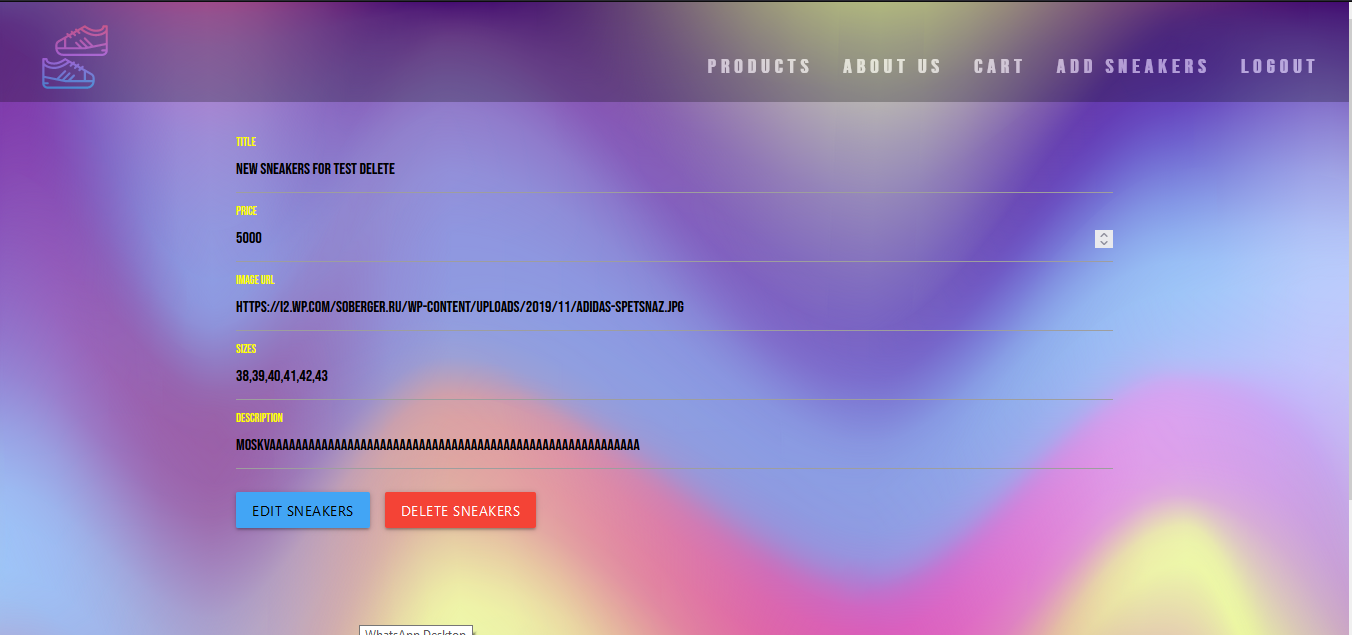 PRODUCTS ABOUT US CART ADD SNEAKERS LOGOUT
TITLE
NEW SNEAKERS FOR TEST DELETE
PRICE
5000
IMAGE URL
HTTPS://I2.WP.COM/SOBERGER.RU/WP-CONTENT/UPLOADS/2019/11/ADIDAS-SPETSNAZ.JPG
SIZES
38,39,40,41,42,43
DESCRIPTION
MOSKVAAAAAAAAAAAAAAAAAAAAAAAAAAAAAAAAAAAAAAAAAAAAAAAAAAAAAAAAAA
EDIT SNEAKERS DELETE SNEAKERS
WhatsApp Desktop